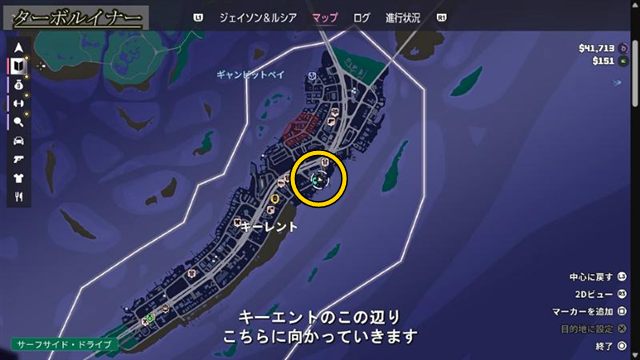 ターボルイナー
L1 ジェイソン&ルシア マップ ログ 進行状況 R1
$41,713
$151
ギャンビットベイ
キーレント
中心に戻す L3
2Dビュー R3
マーカーを追加
目的地に設定
終了
キーエントのこの辺り
こちらに向かっていきます
サーフサイド・ドライブ